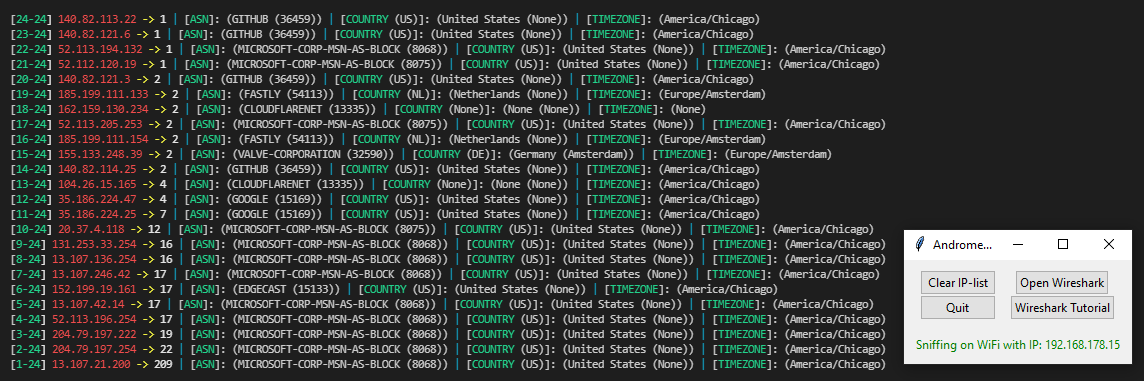 [24-24] 140.82.113.22 -> 1 | [ASN]: (GITHUB (36459)) | [COUNTRY (US)]: (United States (None)) | [TIMEZONE]: (America/Chicago)
[23-24] 140.82.121.6 -> 1 | [ASN]: (GITHUB (36459)) | [COUNTRY (US)]: (United States (None)) | [TIMEZONE]: (America/Chicago)
[22-24] 52.113.194.132 -> 1 | [ASN]: (MICROSOFT-CORP-MSN-AS-BLOCK (8068)) | [COUNTRY (US)]: (United States (None)) | [TIMEZONE]: (America/Chicago)
[21-24] 52.112.120.19 -> 1 | [ASN]: (MICROSOFT-CORP-MSN-AS-BLOCK (8075)) | [COUNTRY (US)]: (United States (None)) | [TIMEZONE]: (America/Chicago)
[20-24] 140.82.121.3 -> 2 | [ASN]: (GITHUB (36459)) | [COUNTRY (US)]: (United States (None)) | [TIMEZONE]: (America/Chicago)
[19-24] 185.199.111.133 -> 2 | [ASN]: (FASTLY (54113)) | [COUNTRY (NL)]: (Netherlands (None)) | [TIMEZONE]: (Europe/Amsterdam)
[18-24] 162.159.130.234 -> 2 | [ASN]: (CLOUDFLARENET (13335)) | [COUNTRY (None)]: (None (None)) | [TIMEZONE]: (None)
[17-24] 52.113.205.253 -> 2 | [ASN]: (MICROSOFT-CORP-MSN-AS-BLOCK (8075)) | [COUNTRY (US)]: (United States (None)) | [TIMEZONE]: (America/Chicago)
[16-24] 185.199.111.154 -> 2 | [ASN]: (FASTLY (54113)) | [COUNTRY (NL)]: (Netherlands (None)) | [TIMEZONE]: (Europe/Amsterdam)
[15-24] 155.133.248.39 -> 2 | [ASN]: (VALVE-CORPORATION (32590)) | [COUNTRY (DE)]: (Germany (Amsterdam)) | [TIMEZONE]: (Europe/Amsterdam)
[14-24] 140.82.114.25 -> 2 | [ASN]: (GITHUB (36459)) | [COUNTRY (US)]: (United States (None)) | [TIMEZONE]: (America/Chicago)
[13-24] 104.26.15.165 -> 4 | [ASN]: (CLOUDFLARENET (13335)) | [COUNTRY (None)]: (None (None)) | [TIMEZONE]: (America/Chicago)
[12-24] 35.186.224.47 -> 4 | [ASN]: (GOOGLE (15169)) | [COUNTRY (US)]: (United States (None)) | [TIMEZONE]: (America/Chicago)
[11-24] 35.186.224.25 -> 7 | [ASN]: (GOOGLE (15169)) | [COUNTRY (US)]: (United States (None)) | [TIMEZONE]: (America/Chicago)
[10-24] 20.37.4.118 -> 12 | [ASN]: (MICROSOFT-CORP-MSN-AS-BLOCK (8075)) | [COUNTRY (US)]: (United States (None)) | [TIMEZONE]: (America/Chicago)
[9-24] 131.253.33.254 -> 16 | [ASN]: (MICROSOFT-CORP-MSN-AS-BLOCK (8068)) | [COUNTRY (US)]: (United States (None)) | [TIMEZONE]: (America/Chicago)
[8-24] 13.107.136.254 -> 16 | [ASN]: (MICROSOFT-CORP-MSN-AS-BLOCK (8068)) | [COUNTRY (US)]: (United States (None)) | [TIMEZONE]: (America/Chicago)
[7-24] 13.107.246.42 -> 17 | [ASN]: (MICROSOFT-CORP-MSN-AS-BLOCK (8068)) | [COUNTRY (US)]: (United States (None)) | [TIMEZONE]: (America/Chicago)
[6-24] 152.199.19.161 -> 17 | [ASN]: (EDGECAST (15133)) | [COUNTRY (US)]: (United States (None)) | [TIMEZONE]: (America/Chicago)
[5-24] 13.107.42.14 -> 17 | [ASN]: (MICROSOFT-CORP-MSN-AS-BLOCK (8068)) | [COUNTRY (US)]: (United States (None)) | [TIMEZONE]: (America/Chicago)
[4-24] 52.113.196.254 -> 17 | [ASN]: (MICROSOFT-CORP-MSN-AS-BLOCK (8068)) | [COUNTRY (US)]: (United States (None)) | [TIMEZONE]: (America/Chicago)
[3-24] 204.79.197.222 -> 19 | [ASN]: (MICROSOFT-CORP-MSN-AS-BLOCK (8068)) | [COUNTRY (US)]: (United States (None)) | [TIMEZONE]: (America/Chicago)
[2-24] 204.79.197.254 -> 22 | [ASN]: (MICROSOFT-CORP-MSN-AS-BLOCK (8068)) | [COUNTRY (US)]: (United States (None)) | [TIMEZONE]: (America/Chicago)
[1-24] 13.107.21.200 -> 209 | [ASN]: (MICROSOFT-CORP-MSN-AS-BLOCK (8068)) | [COUNTRY (US)]: (United States (None)) | [TIMEZONE]: (America/Chicago)
Androme...
Clear IP-list Open Wireshark
Quit Wireshark Tutorial
Sniffing on WiFi with IP: 192.168.178.15